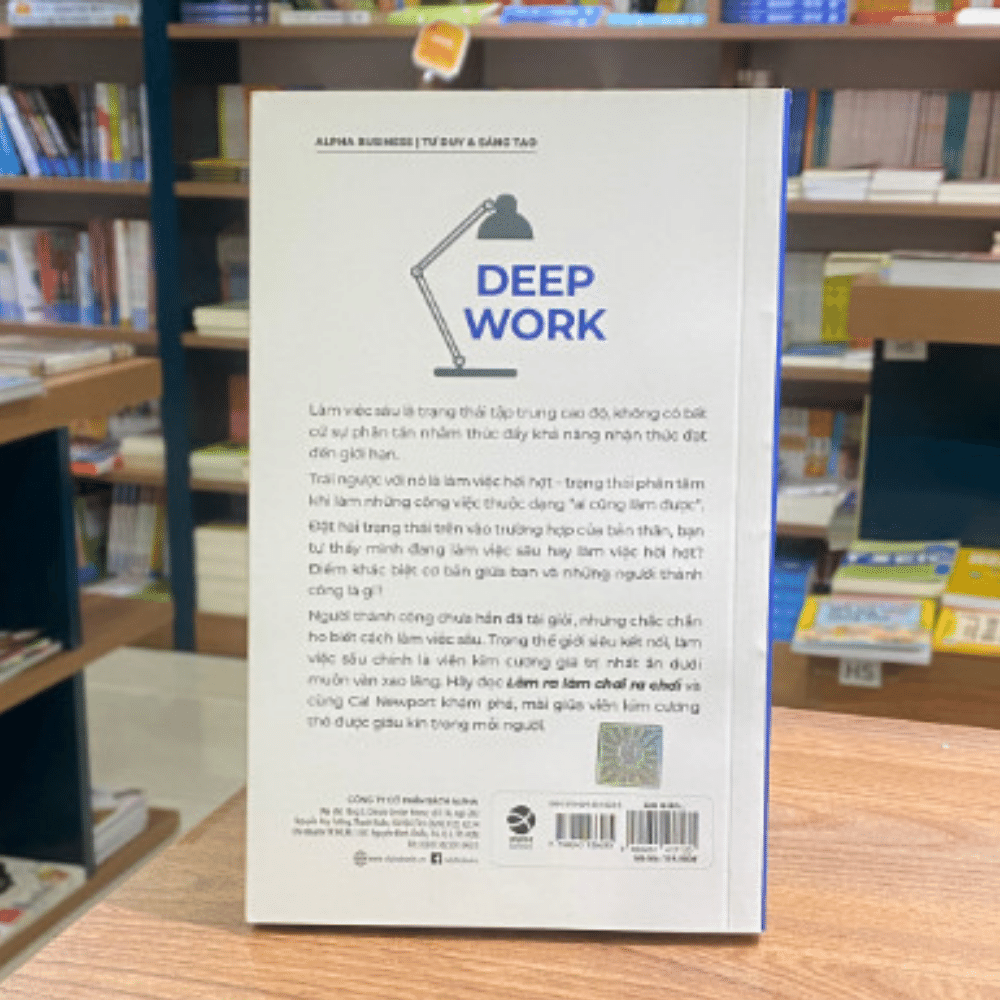 ALPHA BUSINESS | TƯ DUY & SÁNG TẠO
DEEP
WORK
Làm việc sâu là trạng thái tập trung cao độ, không có bất
cứ sự phân tán nhằm thúc đẩy khả năng nhận thức đạt
đến giới hạn.
Trái ngược với nó là làm việc hời hợt - trạng thái phân tâm
khi làm những công việc thuộc dạng "ai cũng làm được".
Đặt hai trạng thái trên vào trường hợp của bản thân, bạn
tự thấy mình đang làm việc sâu hay làm việc hời hợt?
Điểm khác biệt cơ bản giữa bạn và những người thành
công là gì?
Người thành công chưa hẳn đã tài giỏi, nhưng chắc chắn
họ biết cách làm việc sâu. Trong thế giới siêu kết nối, làm
việc sâu chính là viên kim cương giá trị nhất ẩn dưới
muôn vàn xao lãng. Hãy đọc Làm ra làm chơi ra chơi và
cùng Cal Newport khám phá, mài giũa viên kim cương
thô được giấu kín trong mỗi người.
CÔNG TY CỔ PHẦN SÁCH ALPHA
H5